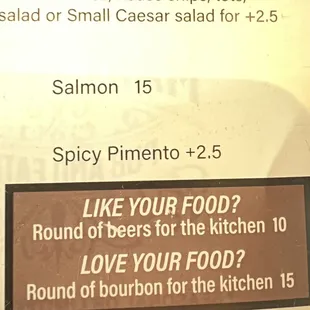 salad or Small Caesar salad for +2.5
Salmon 15
Spicy Pimento +2.5
LIKE YOUR FOOD?
Round of beers for the kitchen 10
LOVE YOUR FOOD?
Round of bourbon for the kitchen 15